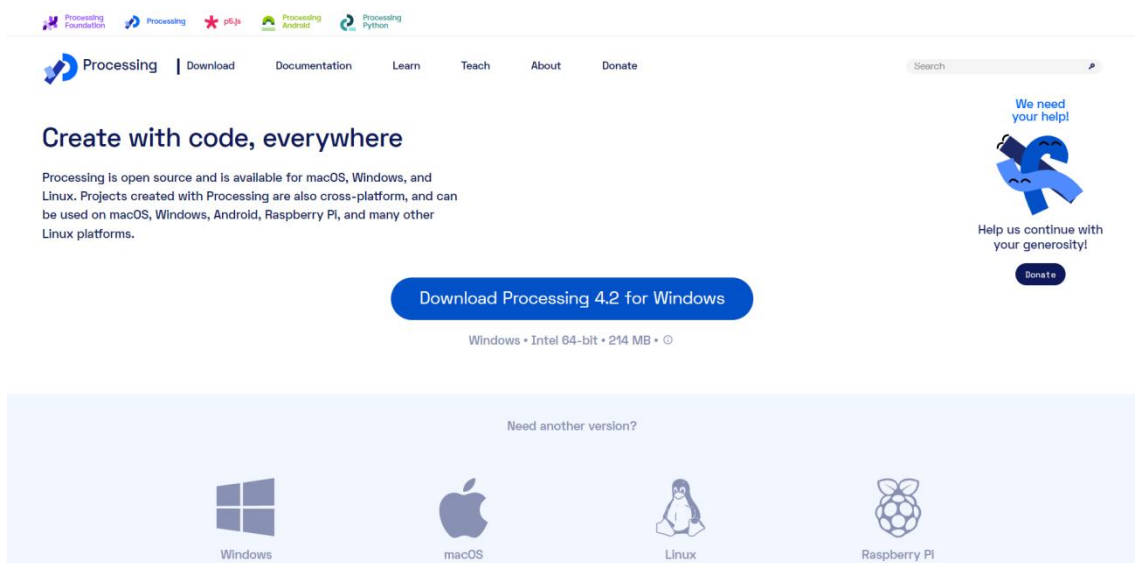 Processing
Foundation
Processing
p5.js
Processing
Android
Processing
Python
Processing
Download
Documentation
Learn
Teach
About
Donate
Search
We need
your help!
Create with code, everywhere
Processing is open source and is available for macOS, Windows, and
Linux. Projects created with Processing are also cross-platform, and can
be used on macOS, Windows, Android, Raspberry Pi, and many other
Linux platforms.
Help us continue with
your generosity!
Donate
Download Processing 4.2 for Windows
Windows • Intel 64-bit • 214 MB •
Need another version?
Windows
macOS
Linux
Raspberry Pi